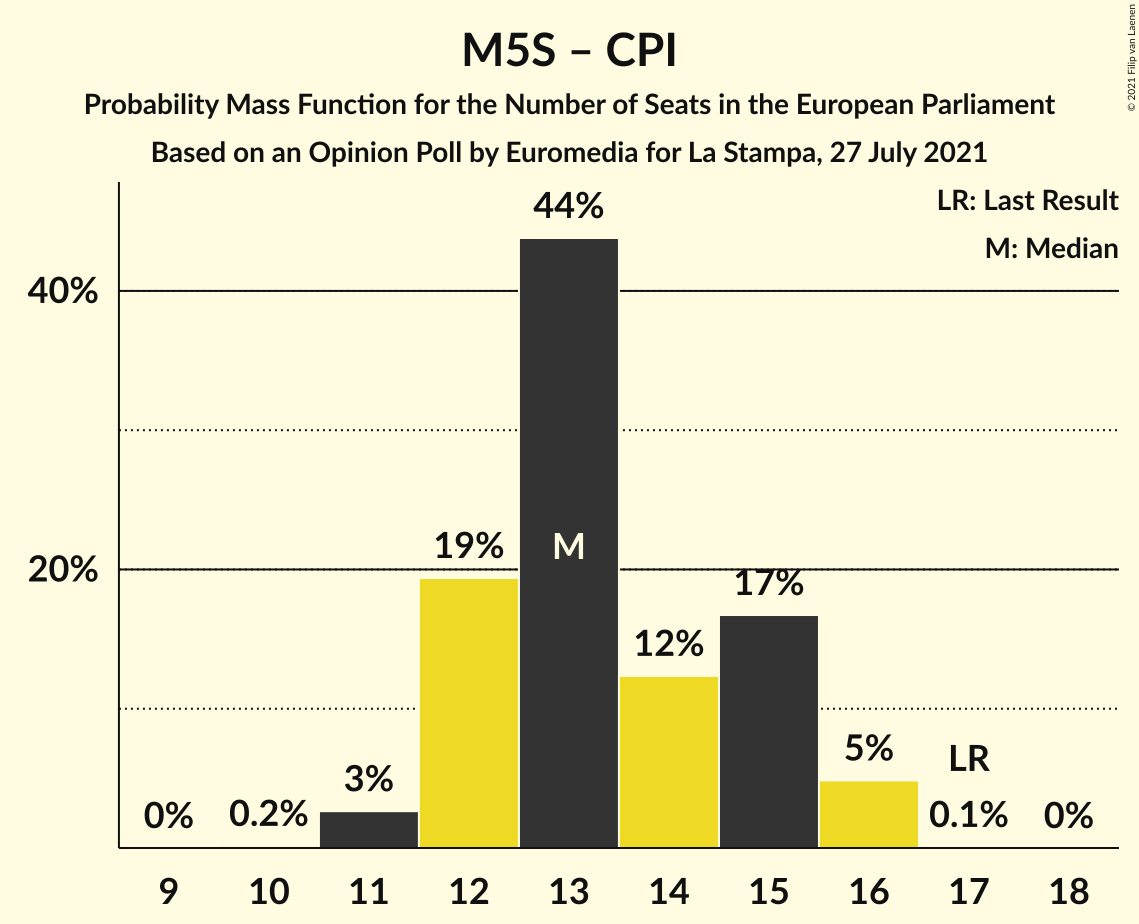 M5S – CPI
Probability Mass Function for the Number of Seats in the European Parliament
Based on an Opinion Poll by Euromedia for La Stampa, 27 July 2021
© 2021 Filip van Laenen
LR: Last Result
M: Median
40%
20%
0%
0.2%
3%
19%
44%
M
12%
17%
5%
LR
0.1%
0%
9 10 11 12 13 14 15 16 17 18